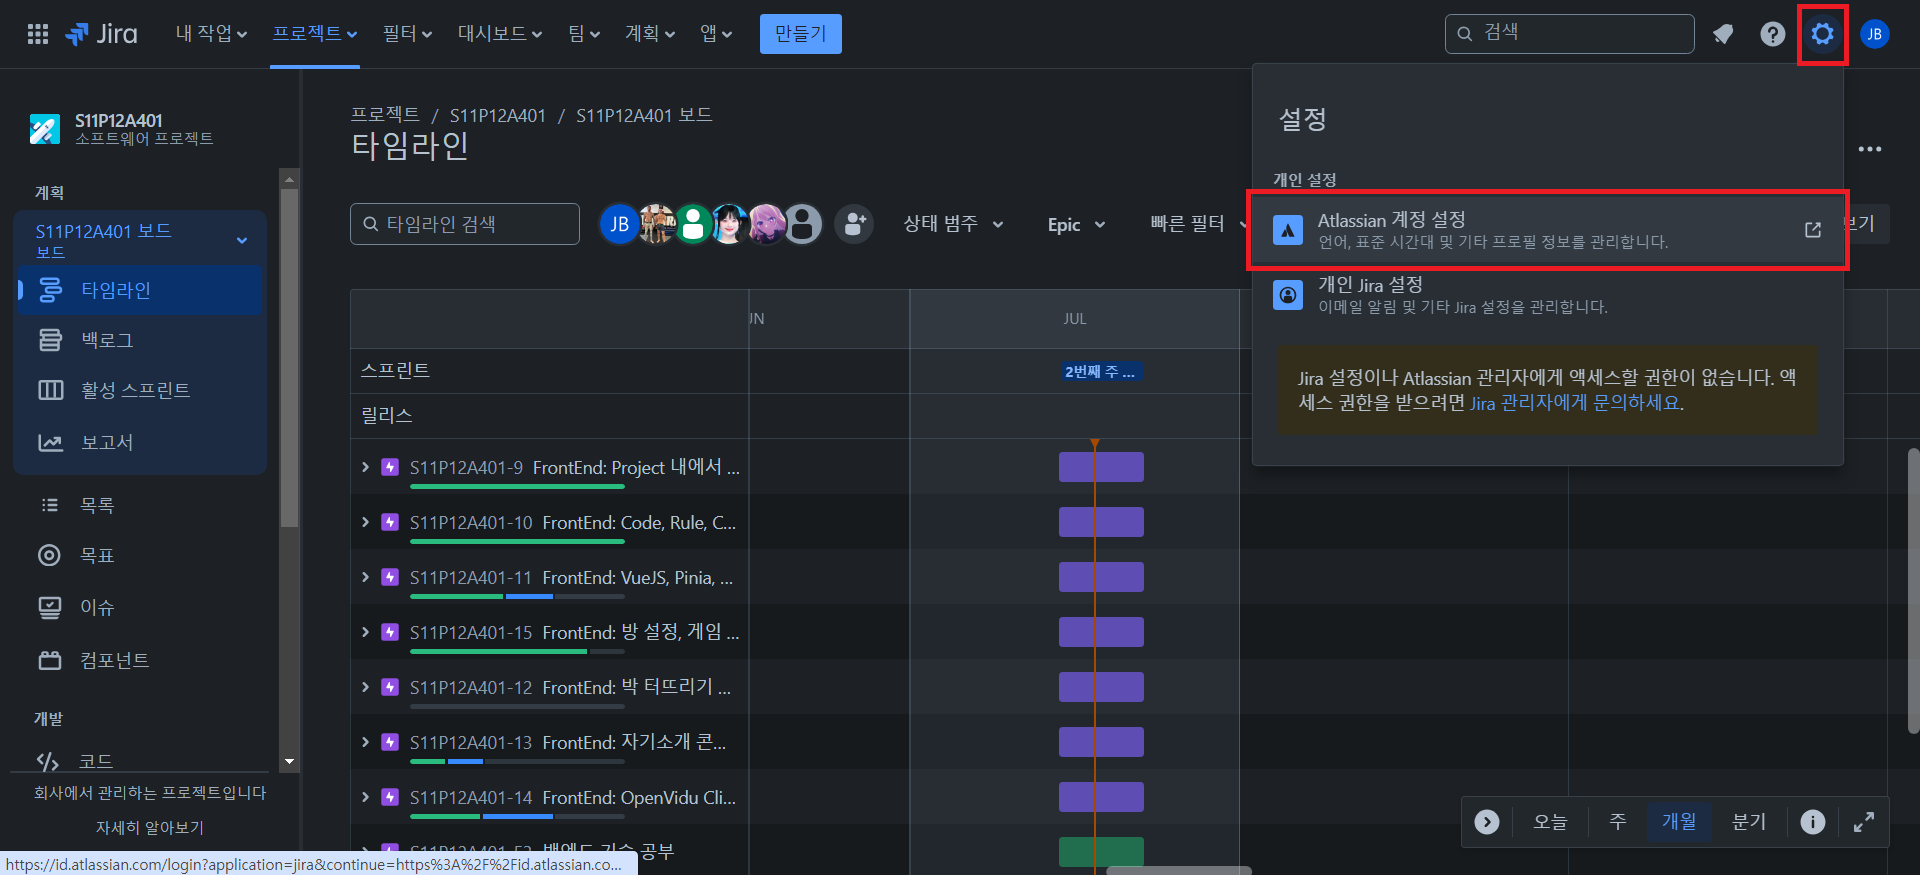 Jira
내 작업
프로젝트
필터
대시보드
팀
계획
앱
만들기
검색
JB
S11P12A401
소프트웨어 프로젝트
계획
S11P12A401 보드
보드
타임라인
백로그
활성 스프린트
보고서
목록
목표
이슈
컴포넌트
개발
코드
회사에서 관리하는 프로젝트입니다
자세히 알아보기
https://id.atlassian.com/login?application=jira&continue=https%3A%2F%2Fid.atlassian.co...
프로젝트 / S11P12A401 / S11P12A401 보드
타임라인
타임라인 검색
JB
상태 범주
Epic
빠른 필터
보기
JUL
스프린트
2번째 주 ...
릴리스
S11P12A401-9 FrontEnd: Project 내에서 ...
S11P12A401-10 FrontEnd: Code, Rule, C...
S11P12A401-11 FrontEnd: VueJS, Pinia, ...
S11P12A401-15 FrontEnd: 방 설정, 게임 ...
S11P12A401-12 FrontEnd: 박 터뜨리기 ...
S11P12A401-13 FrontEnd: 자기소개 콘...
S11P12A401-14 FrontEnd: OpenVidu Cli...
설정
개인 설정
Atlassian 계정 설정
언어, 표준 시간대 및 기타 프로필 정보를 관리합니다.
개인 Jira 설정
이메일 알림 및 기타 Jira 설정을 관리합니다.
Jira 설정이나 Atlassian 관리자에게 액세스할 권한이 없습니다. 액
세스 권한을 받으려면 Jira 관리자에게 문의하세요.
오늘
주
개월
분기